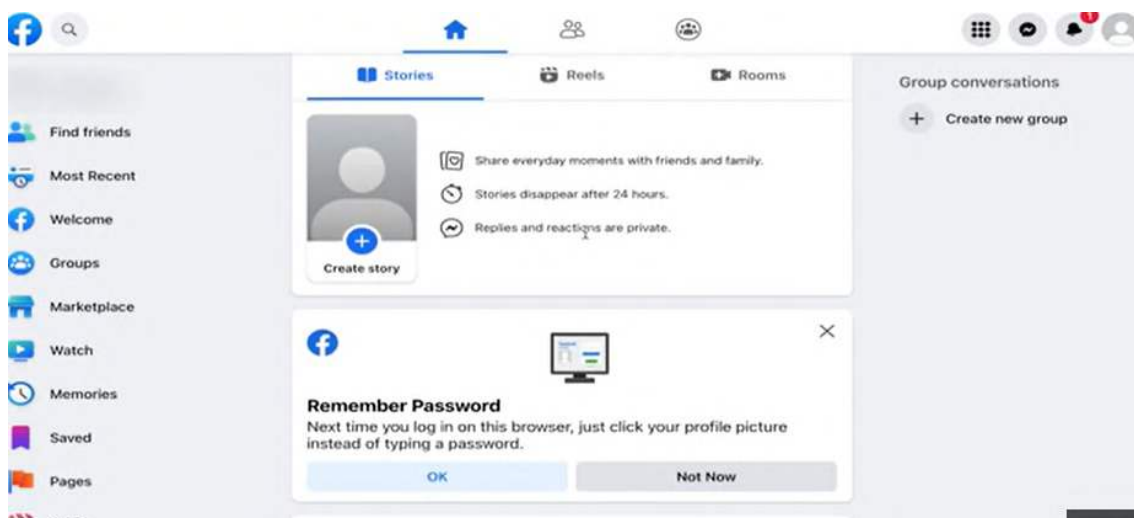 1
Stories
Reels
Rooms
Group conversations
Create new group
Find friends
Most Recent
Welcome
Groups
Marketplace
Watch
Memories
Saved
Pages
Share everyday moments with friends and family.
Stories disappear after 24 hours.
Replies and reactions are private.
Create story
Remember Password
Next time you log in on this browser, just click your profile picture
instead of typing a password.
OK
Not Now